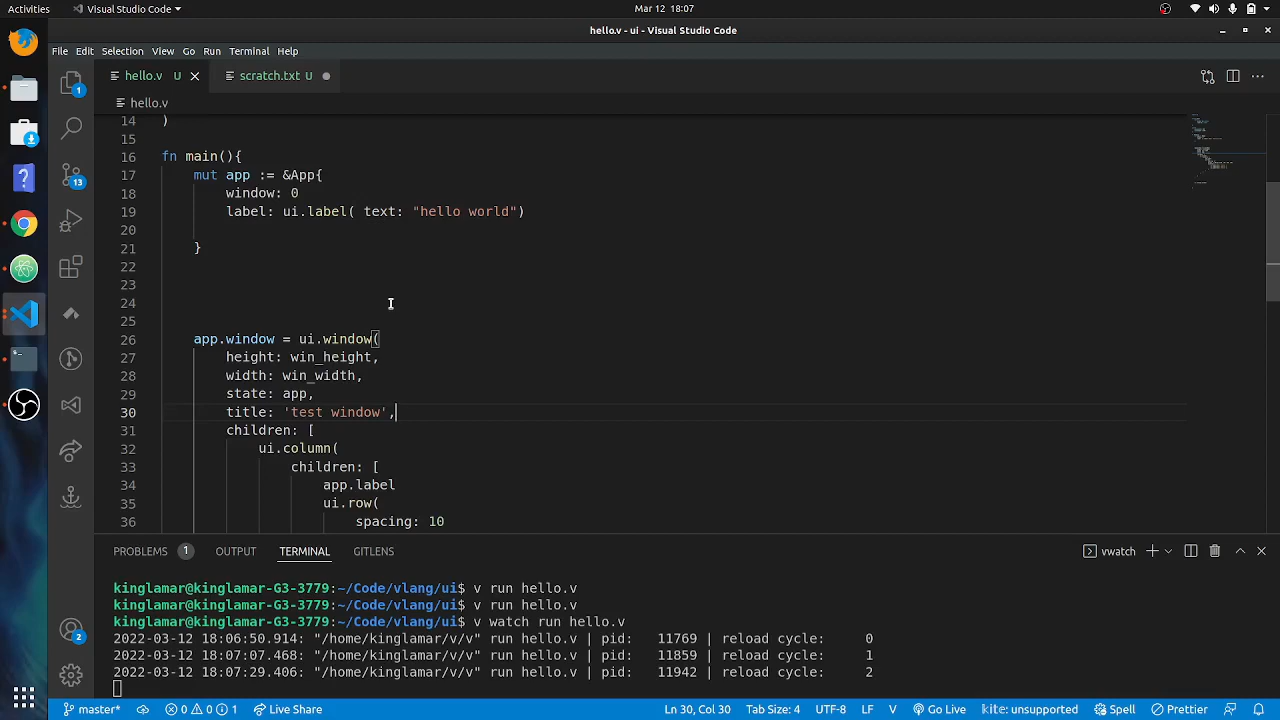 Activities Visual Studio Code Mar 12 18:07
hello.v - ui - Visual Studio Code
File Edit Selection View Go Run Terminal Help
hello.v U scratch.txt U
hello.v
14 )
15
16 fn main(){
17 mut app := &App{
18 window: 0
19 label: ui.label( text: "hello world")
20
21 }
22
23
24
25
26 app.window = ui.window(
27 height: win_height,
28 width: win_width,
29 state: app,
30 title: 'test window',
31 children: [
32 ui.column(
33 children: [
34 app.label
35 ui.row(
36 spacing: 10
1
13
2
PROBLEMS 1 OUTPUT TERMINAL GITLENS vwatch
kinglamar@kinglamar-G3-3779:~/Code/vlang/ui$ v run hello.v
kinglamar@kinglamar-G3-3779:~/Code/vlang/ui$ v run hello.v
kinglamar@kinglamar-G3-3779:~/Code/vlang/ui$ v watch run hello.v
2022-03-12 18:06:50.914: "/home/kinglamar/v/v" run hello.v | pid: 11769 | reload cycle: 0
2022-03-12 18:07:07.468: "/home/kinglamar/v/v" run hello.v | pid: 11859 | reload cycle: 1
2022-03-12 18:07:29.406: "/home/kinglamar/v/v" run hello.v | pid: 11942 | reload cycle: 2
master* 0 0 1 Live Share Ln 30, Col 30 Tab Size: 4 UTF-8 LF V Go Live kite: unsupported Spell Prettier